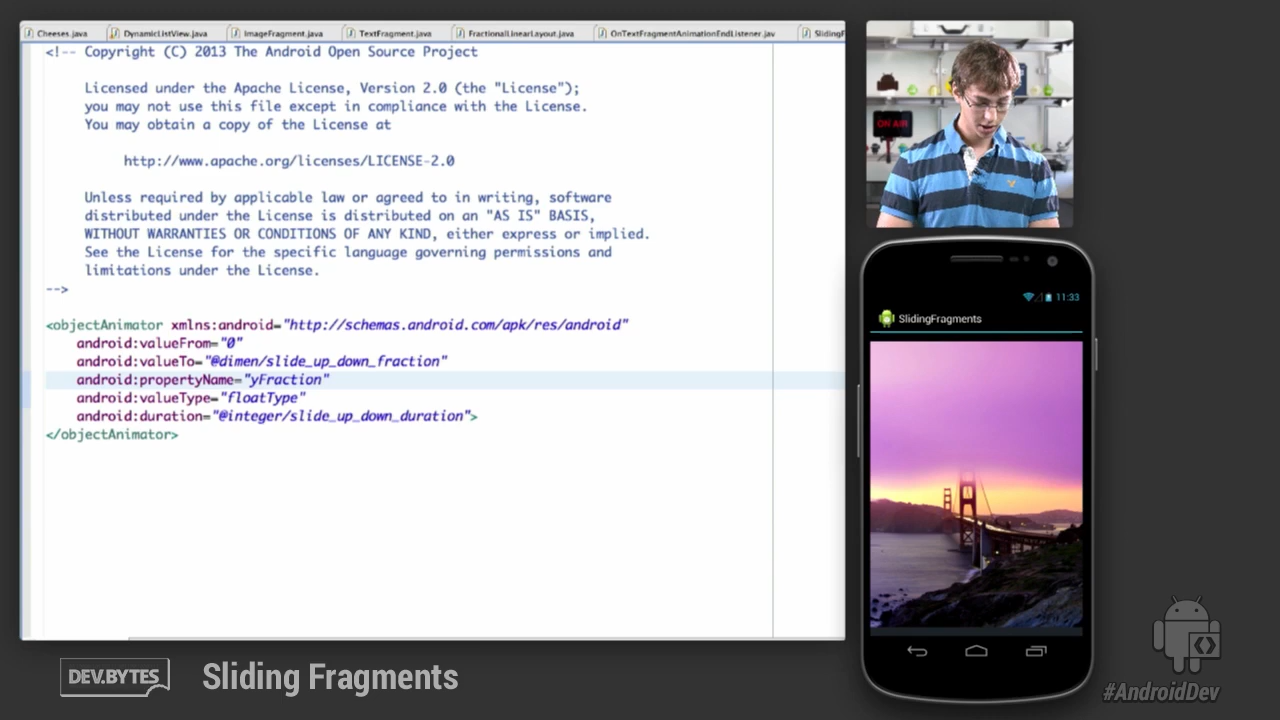 Cheeses.java DynamicListView.java ImageFragment.java TextFragment.java FractionalLinearLayout.java OnTextFragmentAnimationEndListener.jav SlidingF
<!-- Copyright (C) 2013 The Android Open Source Project
Licensed under the Apache License, Version 2.0 (the "License");
you may not use this file except in compliance with the License.
You may obtain a copy of the License at
http://www.apache.org/licenses/LICENSE-2.0
Unless required by applicable law or agreed to in writing, software
distributed under the License is distributed on an "AS IS" BASIS,
WITHOUT WARRANTIES OR CONDITIONS OF ANY KIND, either express or implied.
See the License for the specific language governing permissions and
limitations under the License.
-->
<objectAnimator xmlns:android="http://schemas.android.com/apk/res/android"
android:valueFrom="0"
android:valueTo="@dimen/slide_up_down_fraction"
android:propertyName="yFraction"
android:valueType="floatType"
android:duration="@integer/slide_up_down_duration">
</objectAnimator>
ON AIR
11:33
SlidingFragments
DEV.BYTES
Sliding Fragments
#AndroidDev